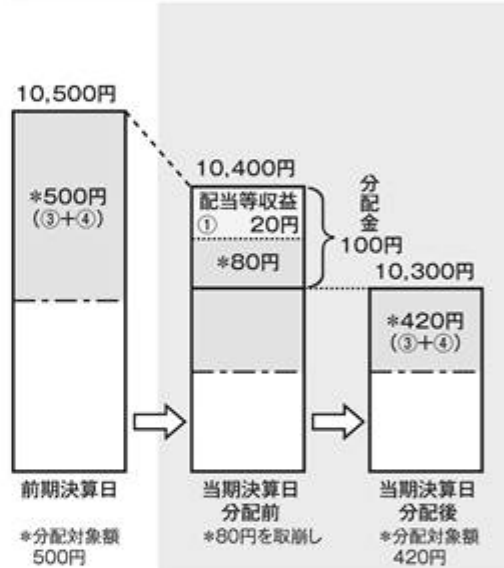 10,500円
*500円
(③+④)
10,400円
配当等収益
① 20円
*80円
分配金
100円
10,300円
*420円
(③+④)
前期決算日
当期決算日
分配前
当期決算日
分配後
*分配対象額
500円
*80円を取崩し
*分配対象額
420円